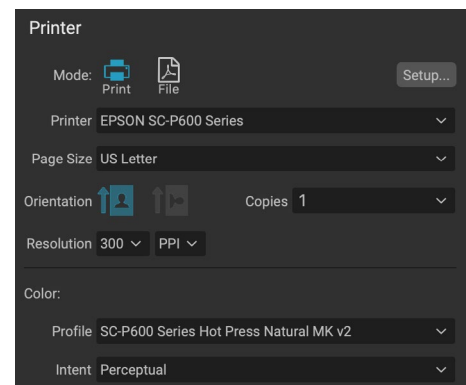 Printer
Mode: Print File Setup...
Printer EPSON SC-P600 Series
Page Size US Letter
Orientation Copies 1
Resolution 300 PPI
Color:
Profile SC-P600 Series Hot Press Natural MK v2
Intent Perceptual